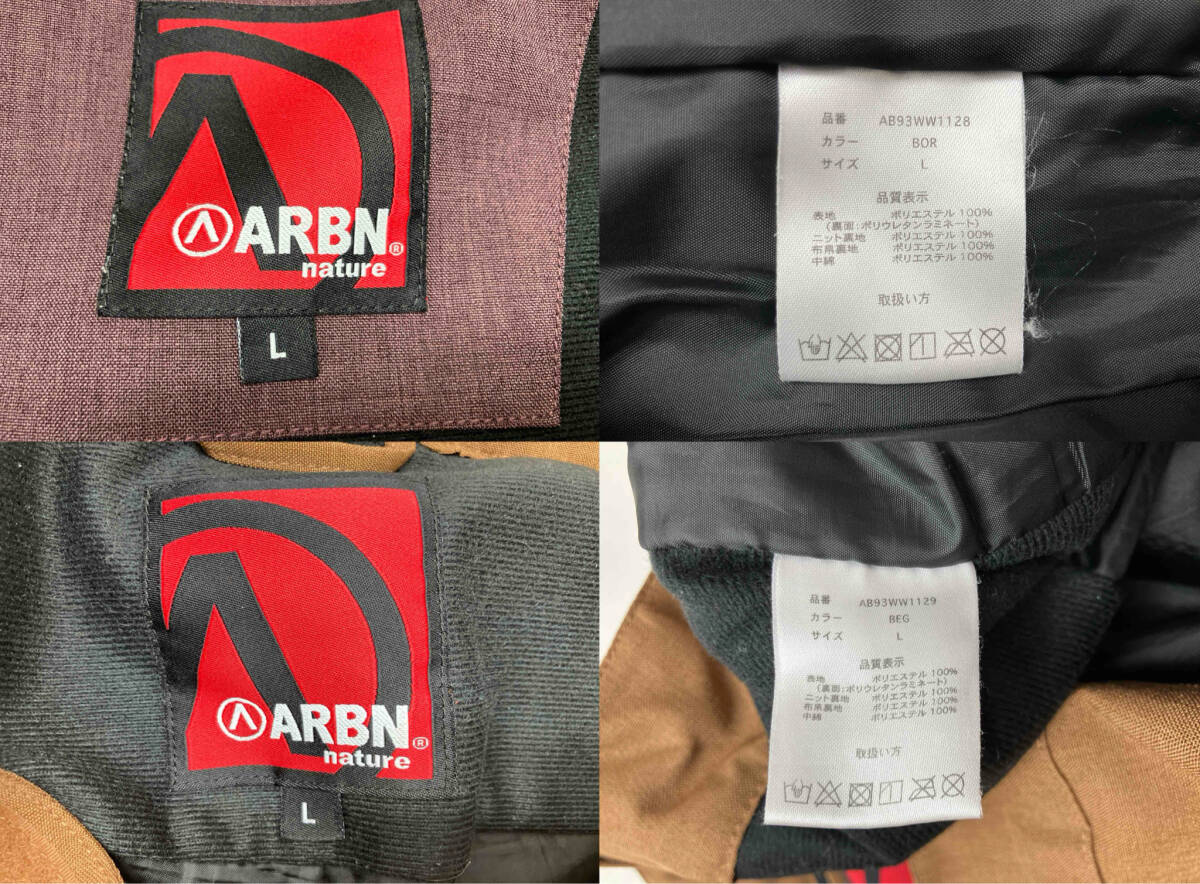 ARBN®
nature
L
品番 AB93WW1128
カラー BOR
サイズ L
品質表示
表地 ポリエステル 100%
(裏面:ポリウレタンラミネート)
ニット裏地 ポリエステル 100%
布帛裏地 ポリエステル 100%
中綿 ポリエステル 100%
取扱い方
ARBN®
nature
L
品番 AB93WW1129
カラー BEG
サイズ L
品質表示
表地 ポリエステル 100%
(裏面:ポリウレタンラミネート)
ニット裏地 ポリエステル 100%
布帛裏地 ポリエステル 100%
中綿 ポリエステル 100%
取扱い方